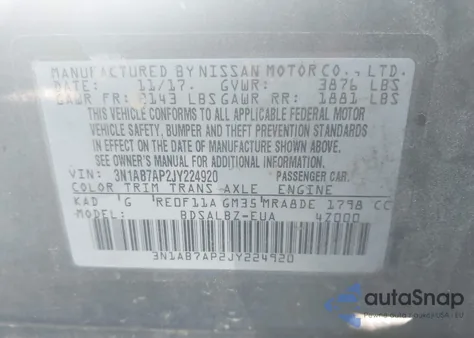 MANUFACTURED BY NISSAN MOTOR CO., LTD.
DATE: 11/17. GVWR: 3876 LBS
GAWR FR: 2143 LBS GAWR RR: 1881 LBS
THIS VEHICLE CONFORMS TO ALL APPLICABLE FEDERAL MOTOR
VEHICLE SAFETY, BUMPER AND THEFT PREVENTION STANDARDS
IN EFFECT ON THE DATE OF MANUFACTURE SHOWN ABOVE.
SEE OWNER'S MANUAL FOR ADDITIONAL INFORMATION.
VIN: 3N1AB7AP2JY224920 PASSENGER CAR.
COLOR TRIM TRANS AXLE ENGINE
KAD G RE0F11A GM35 MRA8DE 1798 CC
MODEL: BDSALBZ-EUA 4Z000
3N1AB7AP2JY224920
autoSnap